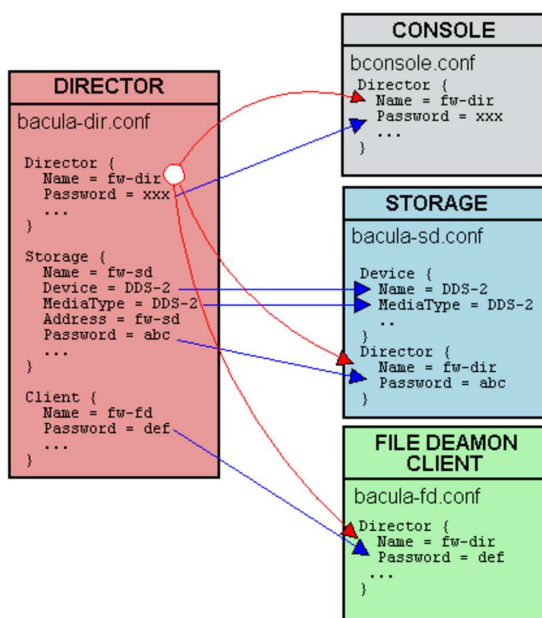 DIRECTOR
bacula-dir.conf
Director {
Name = fw-dir
Password = xxx
...
}
Storage {
Name = fw-sd
Device = DDS-2
MediaType = DDS-2
Address = fw-sd
Password = abc
...
}
Client {
Name = fw-fd
Password = def
...
}
CONSOLE
bconsole.conf
Director {
Name = fw-dir
Password = xxx
...
}
STORAGE
bacula-sd.conf
Device {
Name = DDS-2
MediaType = DDS-2
..
}
Director {
Name = fw-dir
Password = abc
}
FILE DEAMON
CLIENT
bacula-fd.conf
Director {
Name = fw-dir
Password = def
...
}